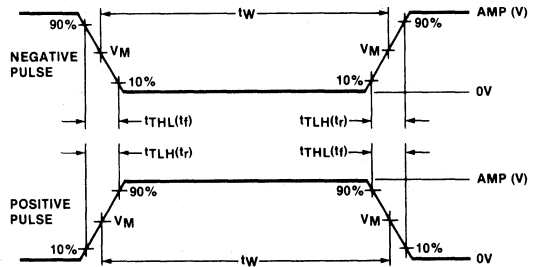 tW
AMP (V)
90%
90%
NEGATIVE
PULSE
VM
VM
10%
10%
0V
tTHL(tf)
tTLH(tr)
tTLH(tr)
tTHL(tf)
AMP (V)
POSITIVE
PULSE
90%
90%
VM
VM
10%
10%
tW
0V